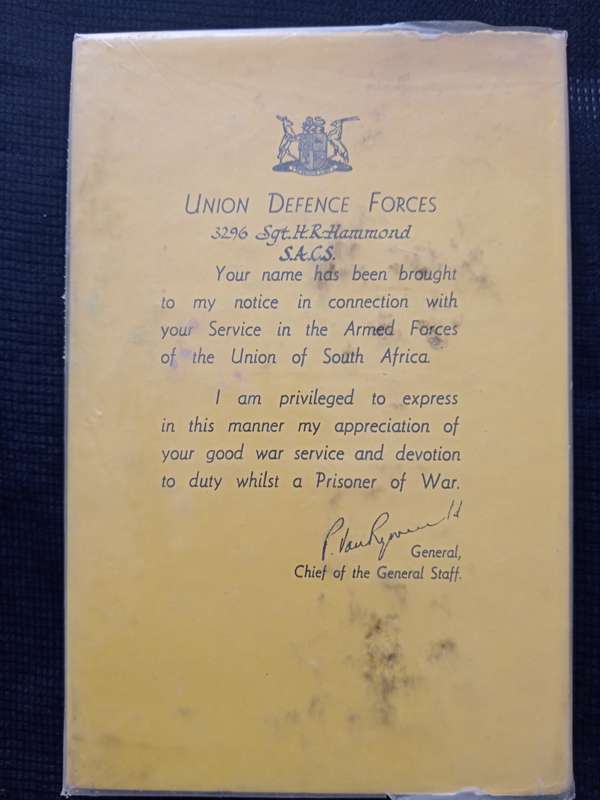 UNION DEFENCE FORCES
3296 Sgt. H.R. Hammond
S.A.C.S.
Your name has been brought
to my notice in connection with
your Service in the Armed Forces
of the Union of South Africa.
I am privileged to express
in this manner my appreciation of
your good war service and devotion
to duty whilst a Prisoner of War.
General,
Chief of the General Staff.